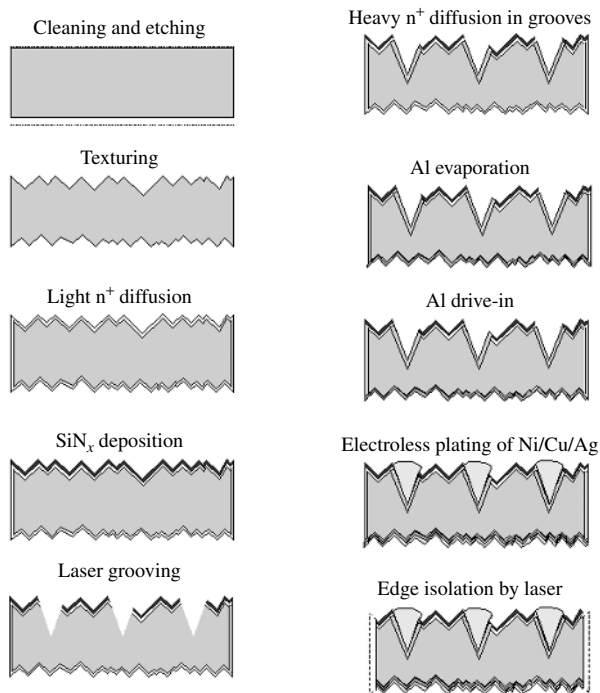 Cleaning and etching
Texturing
Light n⁺ diffusion
SiNₓ deposition
Laser grooving
Heavy n⁺ diffusion in grooves
Al evaporation
Al drive-in
Electroless plating of Ni/Cu/Ag
Edge isolation by laser